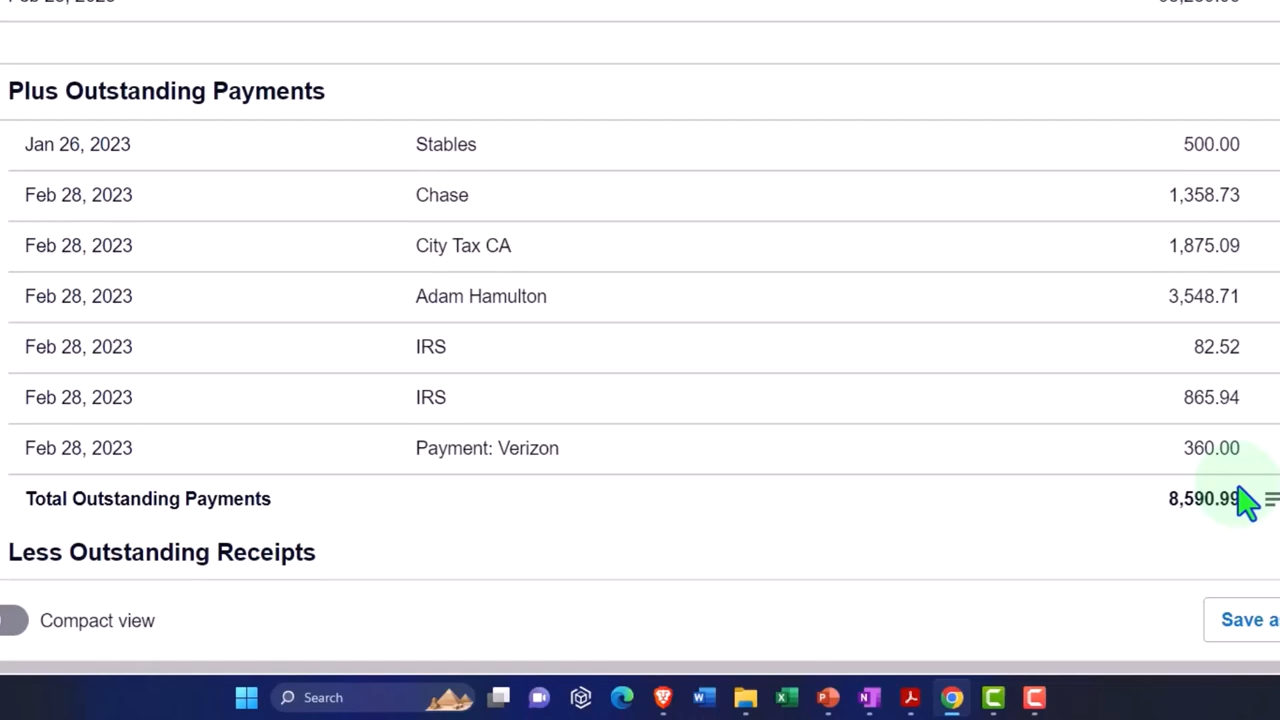 Plus Outstanding Payments
Jan 26, 2023 Stables 500.00
Feb 28, 2023 Chase 1,358.73
Feb 28, 2023 City Tax CA 1,875.09
Feb 28, 2023 Adam Hamulton 3,548.71
Feb 28, 2023 IRS 82.52
Feb 28, 2023 IRS 865.94
Feb 28, 2023 Payment: Verizon 360.00
Total Outstanding Payments 8,590.99
Less Outstanding Receipts
Compact view Save a
Search